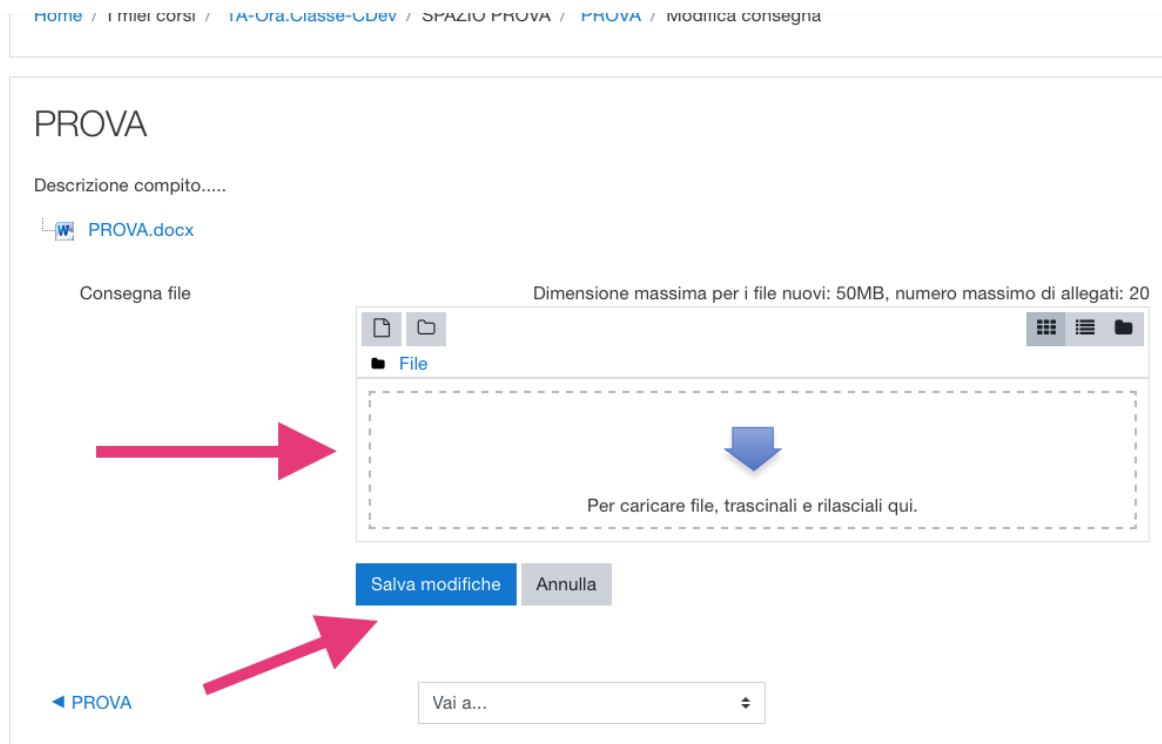 Home / I miei corsi / 1A-Ora.Classe-CDev / SPAZIO PROVA / PROVA / Modifica consegna
PROVA
Descrizione compito.....
PROVA.docx
Consegna file
Dimensione massima per i file nuovi: 50MB, numero massimo di allegati: 20
File
Per caricare file, trascinali e rilasciali qui.
Salva modifiche Annulla
◄ PROVA
Vai a...